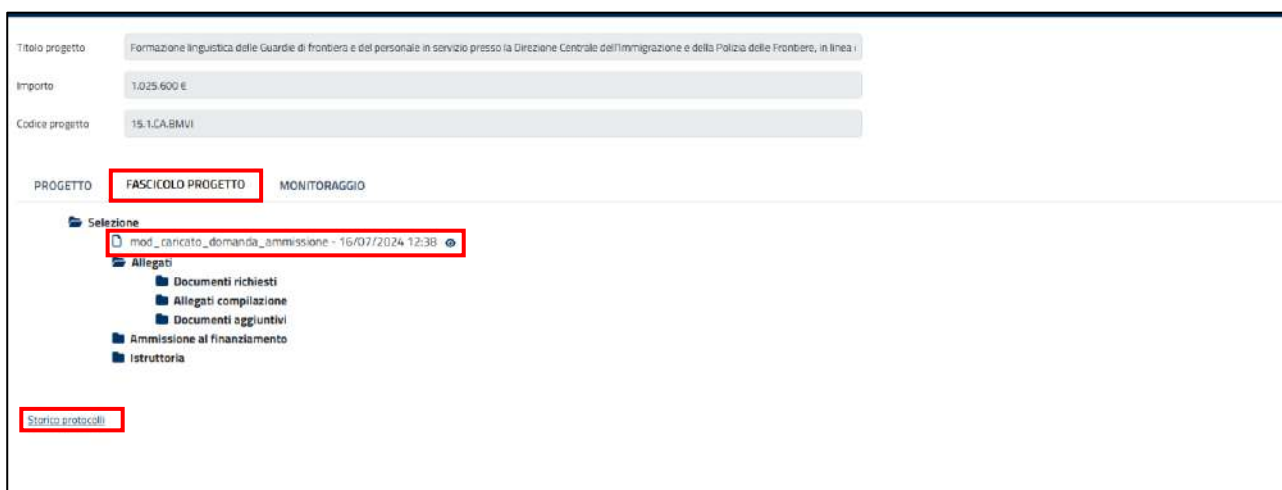 Titolo progetto
Formazione linguistica delle Guardie di frontiera e del personale in servizio presso la Direzione Centrale dell'Immigrazione e della Polizia delle Frontiere, in linea
Importo
1.025.600 €
Codice progetto
15.1.CA.BMVI
PROGETTO FASCICOLO PROGETTO MONITORAGGIO
Selezione
mod_caricato_domanda_ammissione - 16/07/2024 12:38
Allegati
Documenti richiesti
Allegati compilazione
Documenti aggiuntivi
Ammissione al finanziamento
Istruttoria
Storico protocolli